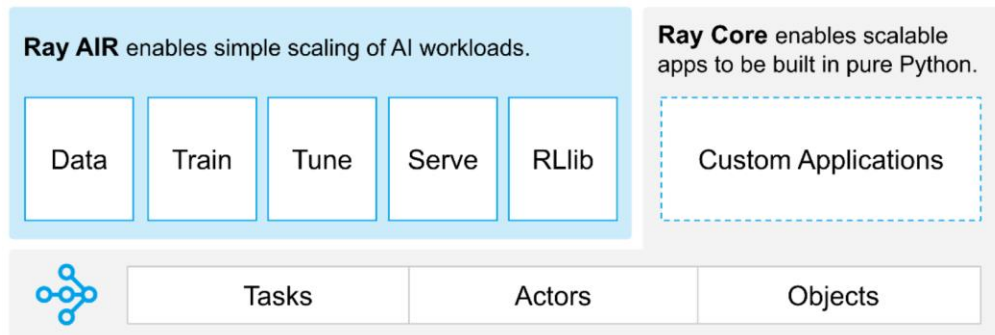 Ray AIR enables simple scaling of AI workloads.
Ray Core enables scalable
apps to be built in pure Python.
Data
Train
Tune
Serve
RLlib
Custom Applications
Tasks
Actors
Objects